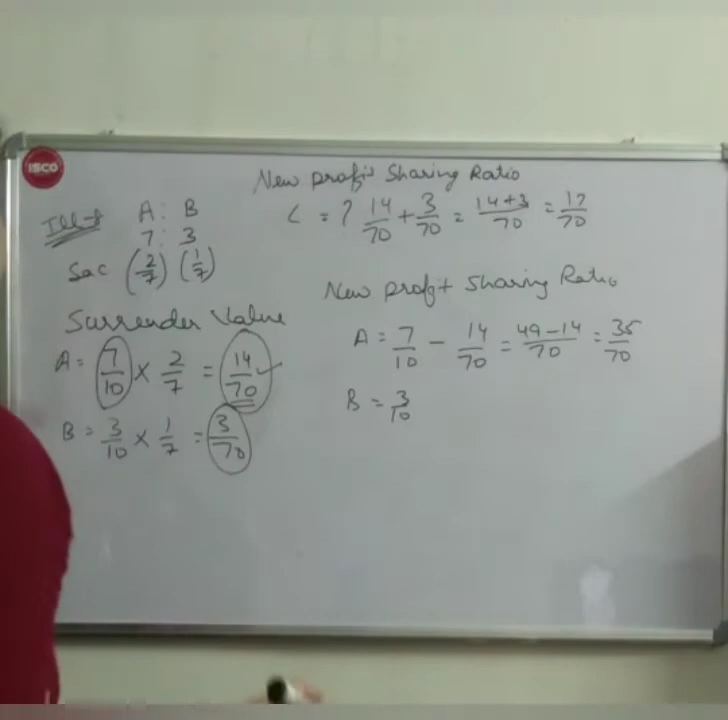 ISCO
New Profit Sharing Ratio
Ill-
A : B
7 : 3
Sac (2/7) (1/7)
C = ? 14/70 + 3/70 = 14+3/70 = 17/70
Surrender Value
A = 7/10 × 2/7 = 14/70 ✓
B = 3/10 × 1/7 = 3/70
New Profit Sharing Ratio
A = 7/10 - 14/70 = 49-14/70 = 35/70
B = 3/10